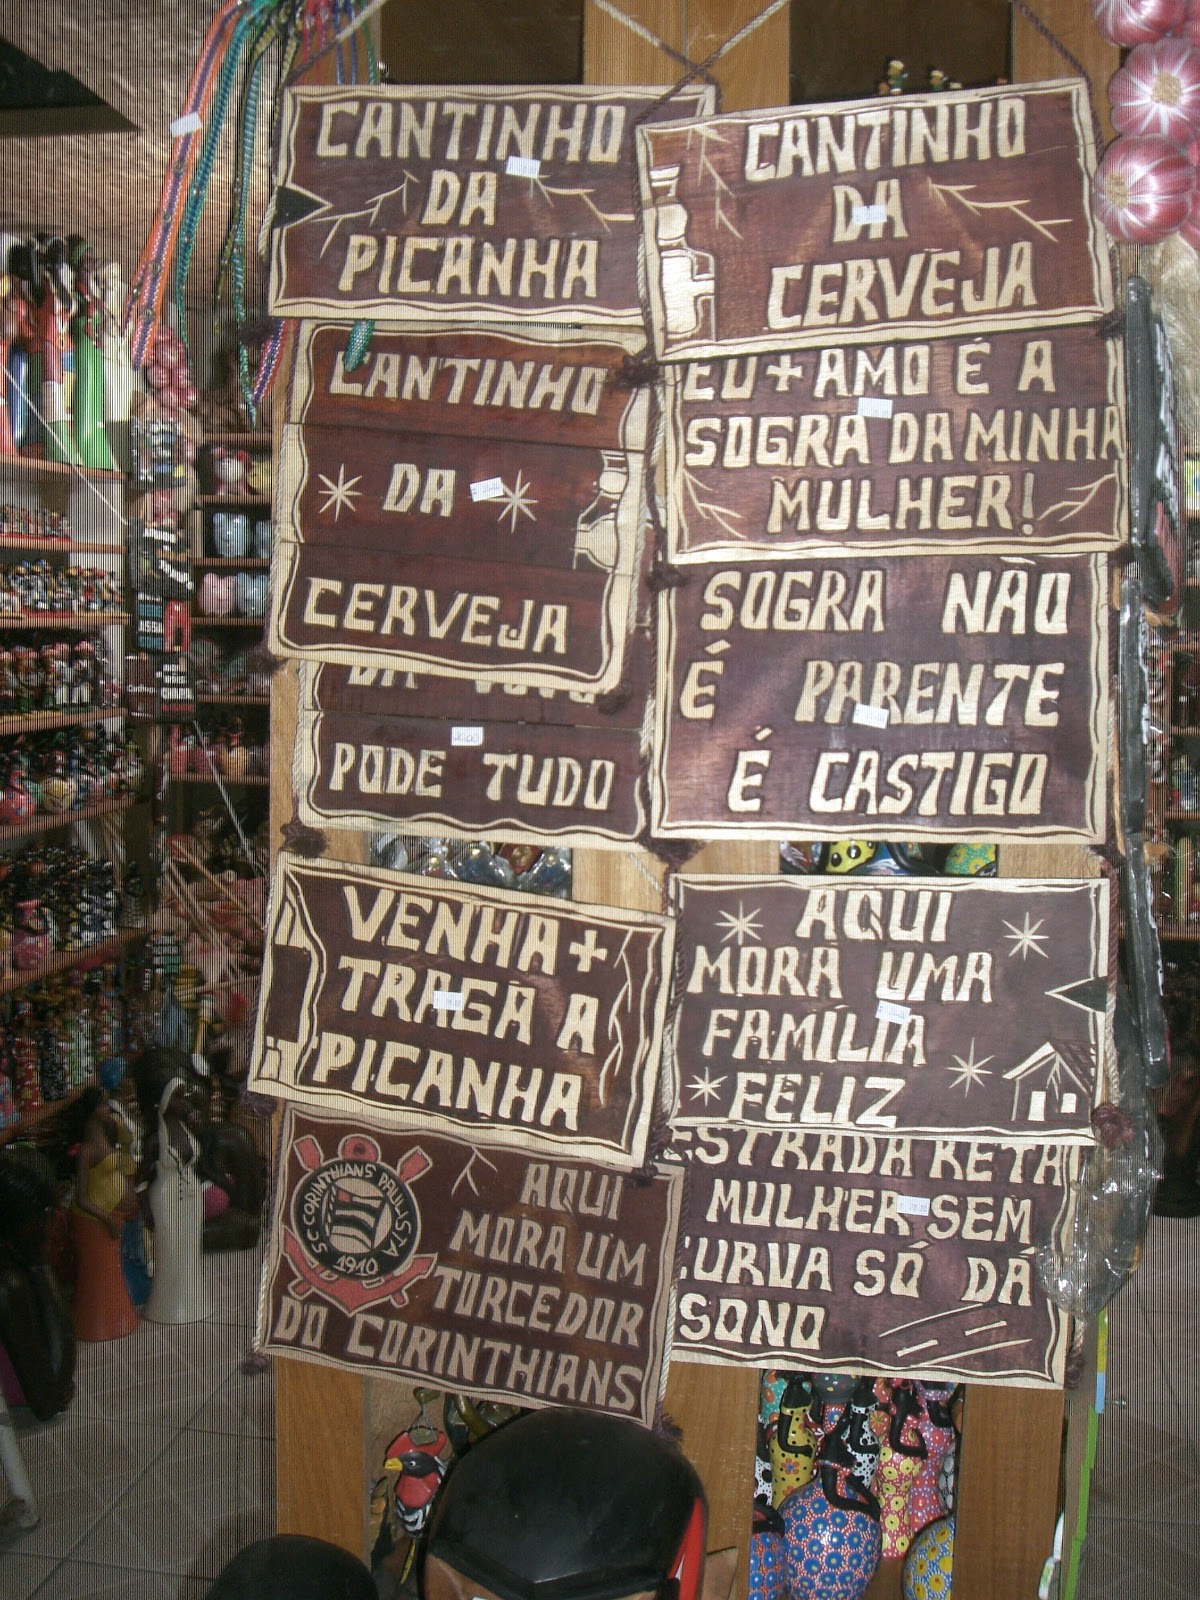 CANTINHO
DA
PICANHA
CANTINHO
DA
CERVEJA
CANTINHO
DA
CERVEJA
EU + AMO É A
SOGRA DA MINHA
MULHER!
PODE TUDO
SOGRA NÃO
É PARENTE
É CASTIGO
VENHA +
TRAGA A
PICANHA
AQUI
MORA UMA
FAMÍLIA
FELIZ
SC CORINTHIANS PAULISTA
1910
AQUI
MORA UM
TORCEDOR
DO CORINTHIANS
ESTRADA RETA
MULHER SEM
CURVA SÓ DÁ
SONO